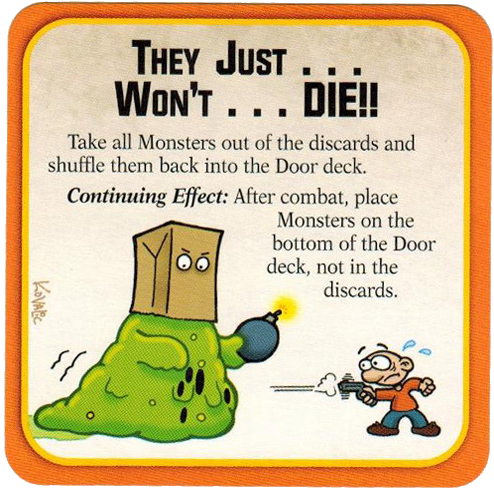 THEY JUST . . .
WON'T . . . DIE!!
Take all Monsters out of the discards and
shuffle them back into the Door deck.
Continuing Effect: After combat, place
Monsters on the
bottom of the Door
deck, not in the
discards.
KOVALIC